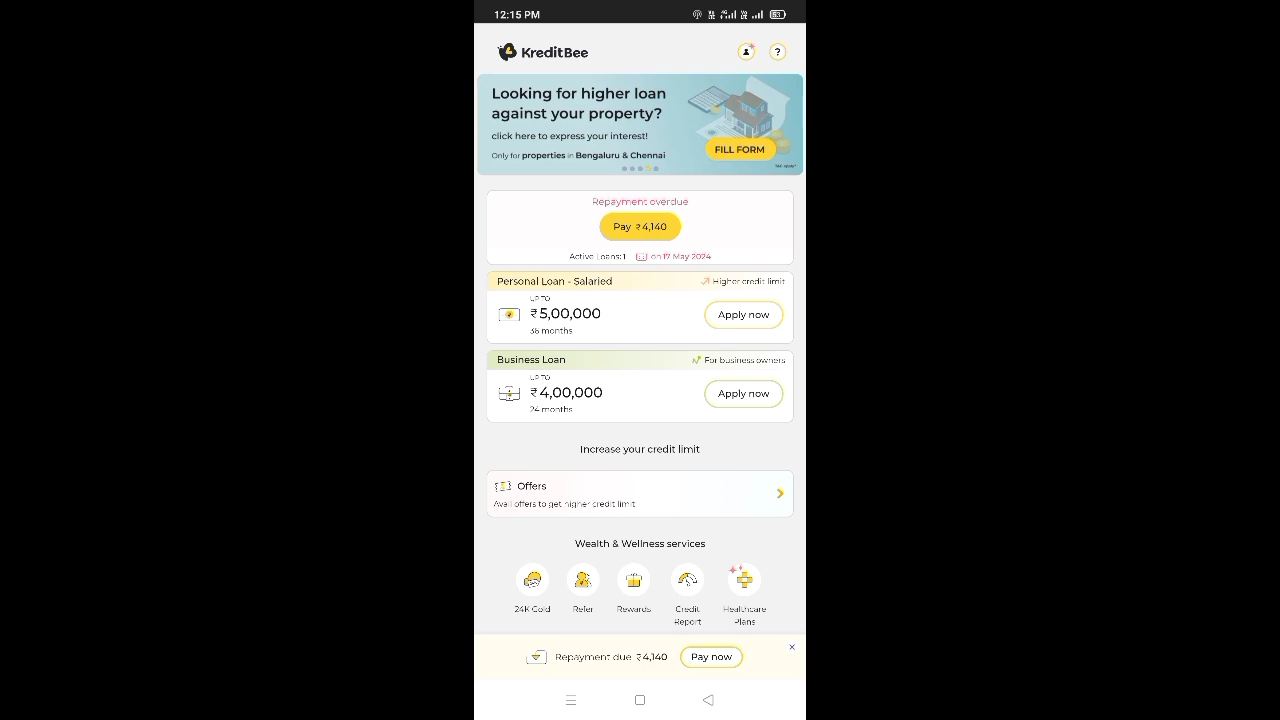 12:15 PM
53
KreditBee
?
Looking for higher loan
against your property?
click here to express your interest!
FILL FORM
Only for properties in Bengaluru & Chennai
Repayment overdue
Pay ₹4,140
Active Loans: 1 on 17 May 2024
Personal Loan - Salaried Higher credit limit
UPTO
₹5,00,000
Apply now
36 months
Business Loan For business owners
UPTO
₹4,00,000
Apply now
24 months
Increase your credit limit
Offers
Avail offers to get higher credit limit
Wealth & Wellness services
24K Gold Refer Rewards Credit Healthcare
Report Plans
Repayment due ₹4,140 Pay now